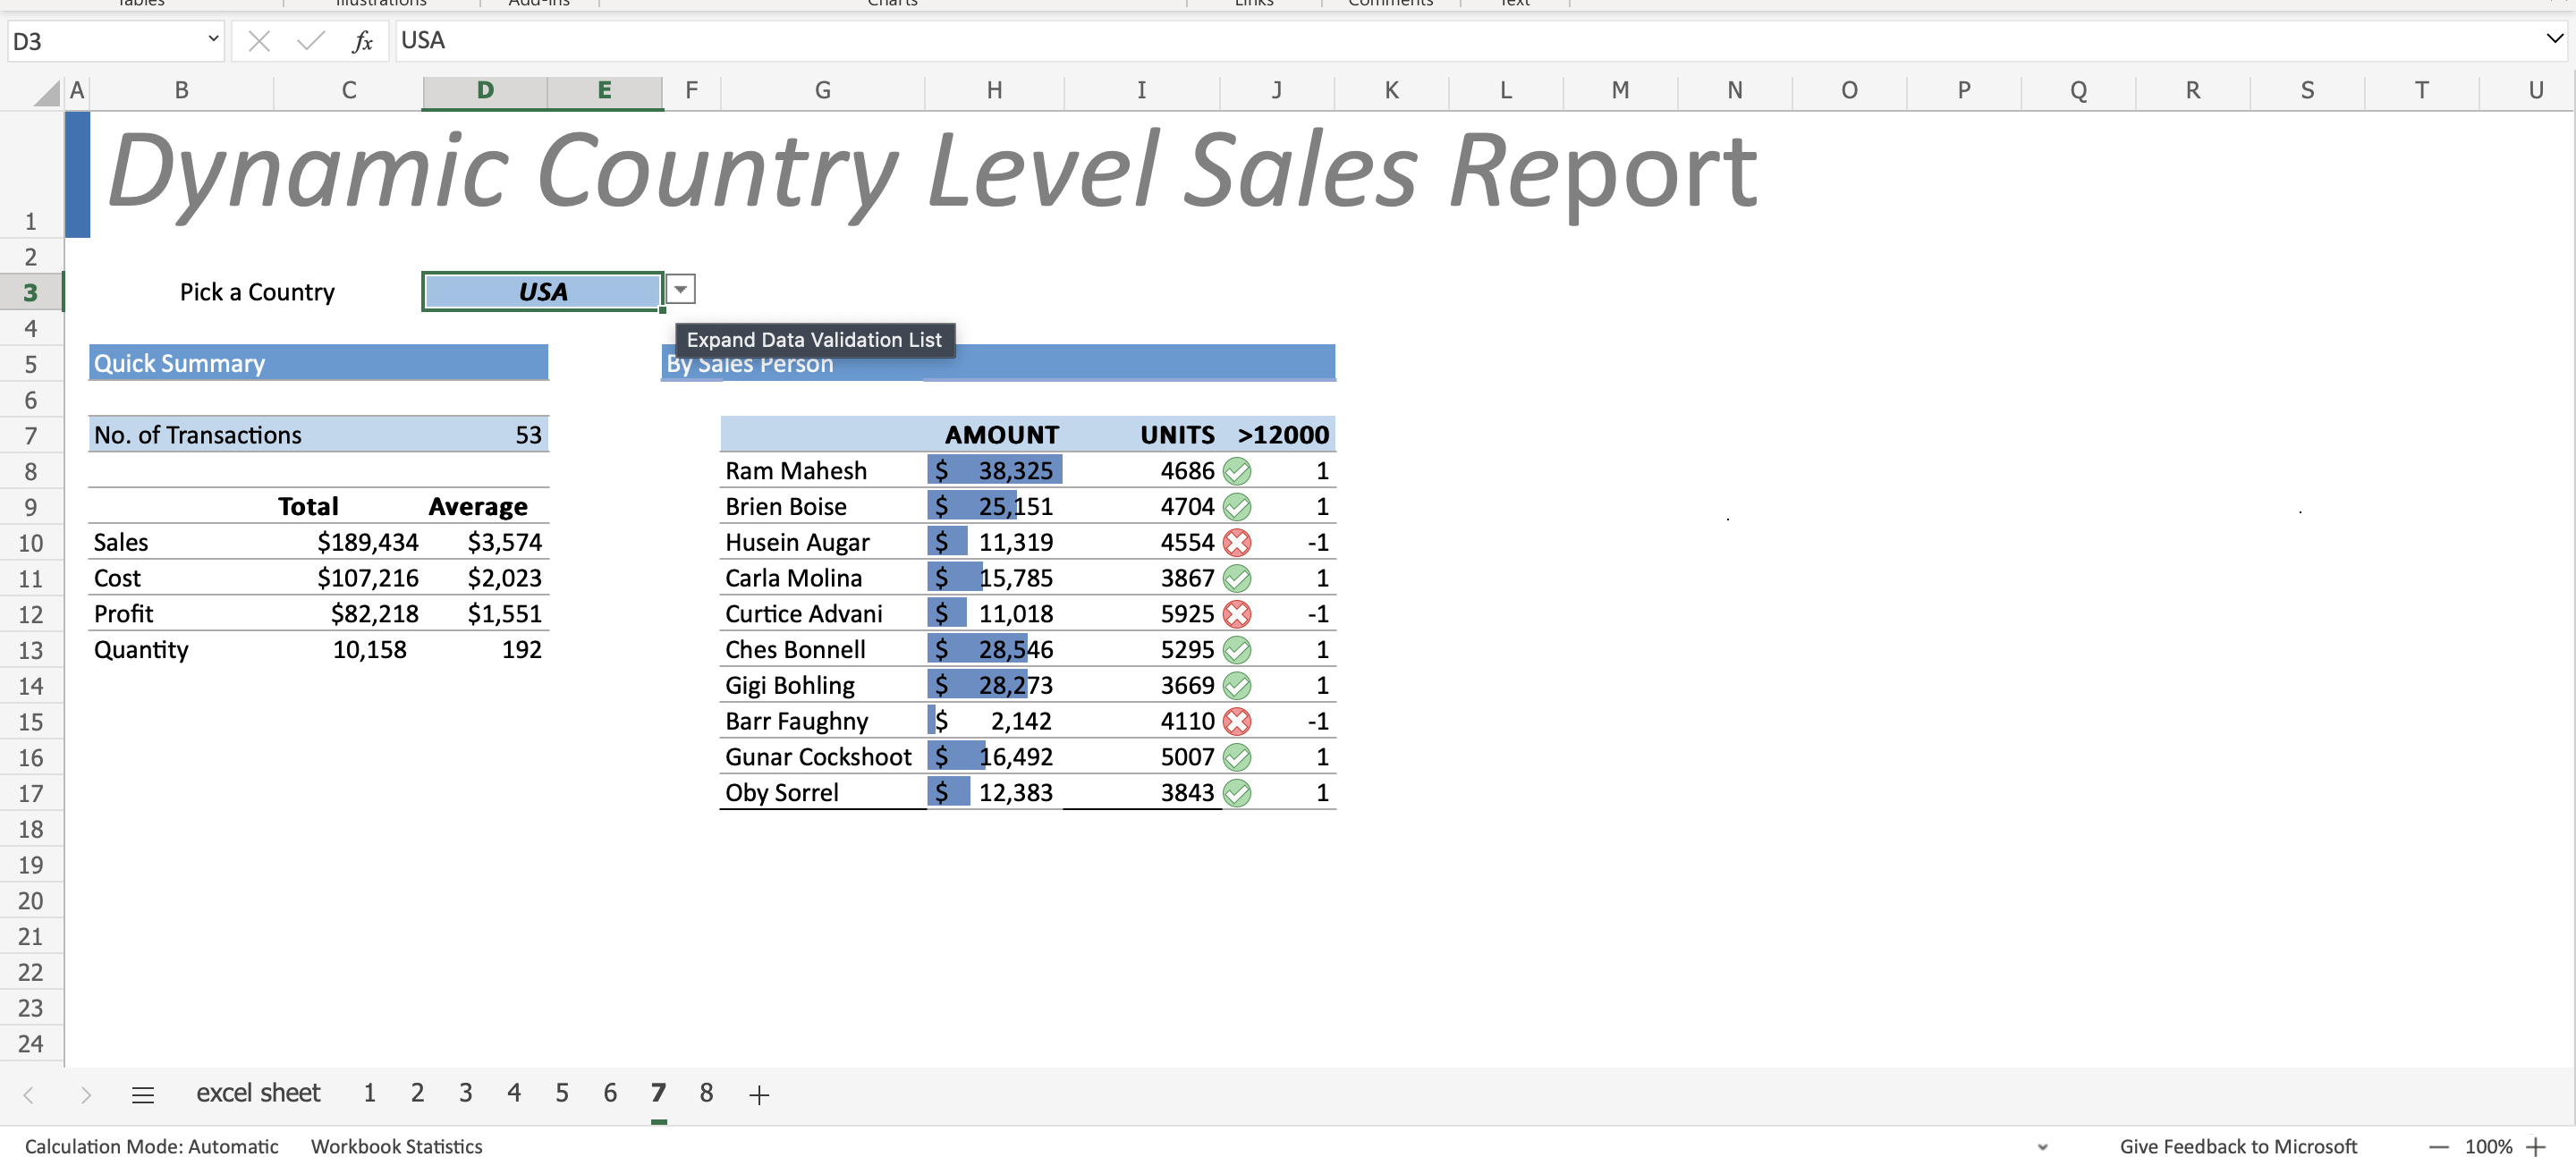 Tables Illustrations Add-ins Charts Links Comments Text
D3 fx USA
A B C D E F G H I J K L M N O P Q R S T U
1 Dynamic Country Level Sales Report
2
3 Pick a Country USA
4 Expand Data Validation List
5 Quick Summary By Sales Person
6
7 No. of Transactions 53 AMOUNT UNITS >12000
8 Ram Mahesh $ 38,325 4686 1
9 Total Average Brien Boise $ 25,151 4704 1
10 Sales $189,434 $3,574 Husein Augar $ 11,319 4554 -1
11 Cost $107,216 $2,023 Carla Molina $ 15,785 3867 1
12 Profit $82,218 $1,551 Curtice Advani $ 11,018 5925 -1
13 Quantity 10,158 192 Ches Bonnell $ 28,546 5295 1
14 Gigi Bohling $ 28,273 3669 1
15 Barr Faughny $ 2,142 4110 -1
16 Gunar Cockshoot $ 16,492 5007 1
17 Oby Sorrel $ 12,383 3843 1
18
19
20
21
22
23
24
excel sheet 1 2 3 4 5 6 7 8 +
Calculation Mode: Automatic Workbook Statistics Give Feedback to Microsoft — 100% +